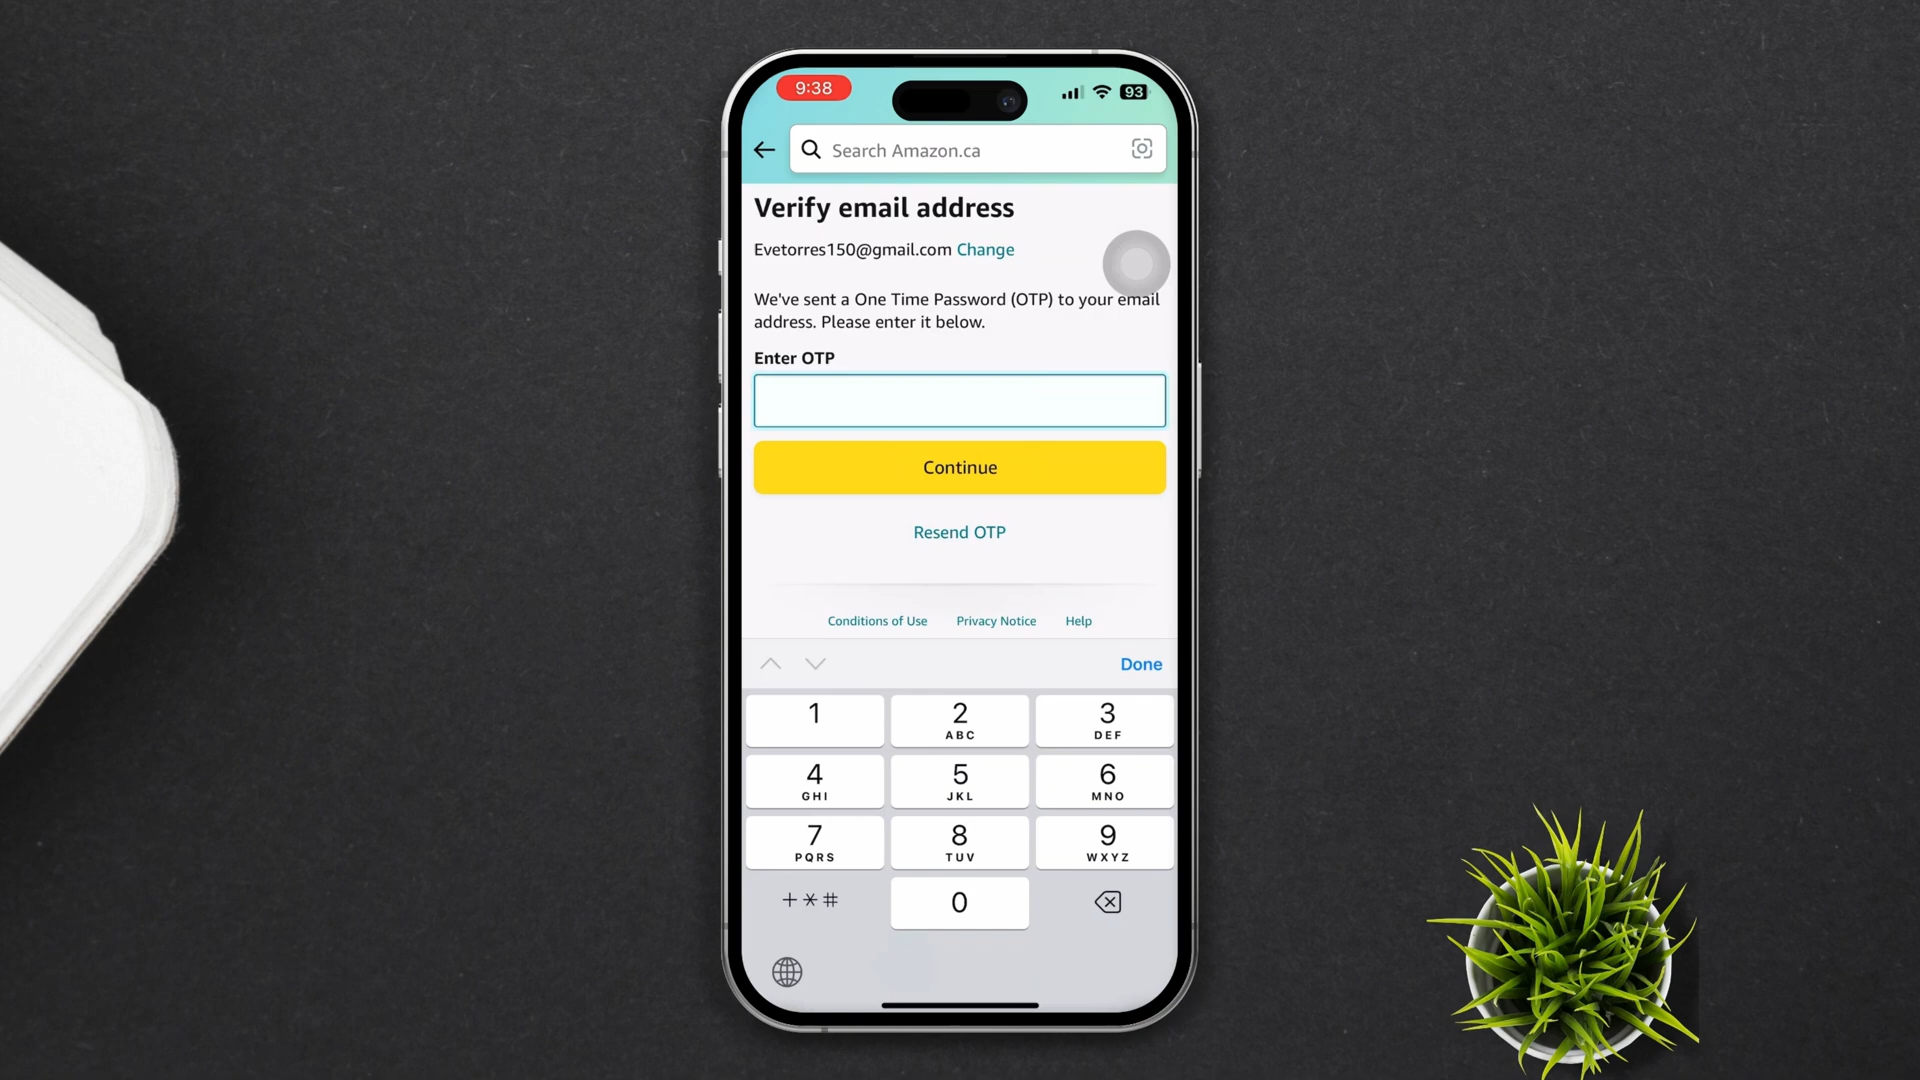 9:38
93
Search Amazon.ca
Verify email address
Evetorres150@gmail.com Change
We've sent a One Time Password (OTP) to your email
address. Please enter it below.
Enter OTP
Continue
Resend OTP
Conditions of Use Privacy Notice Help
Done
1 2 3
ABC DEF
4 5 6
GHI JKL MNO
7 8 9
PQRS TUV WXYZ
+*# 0